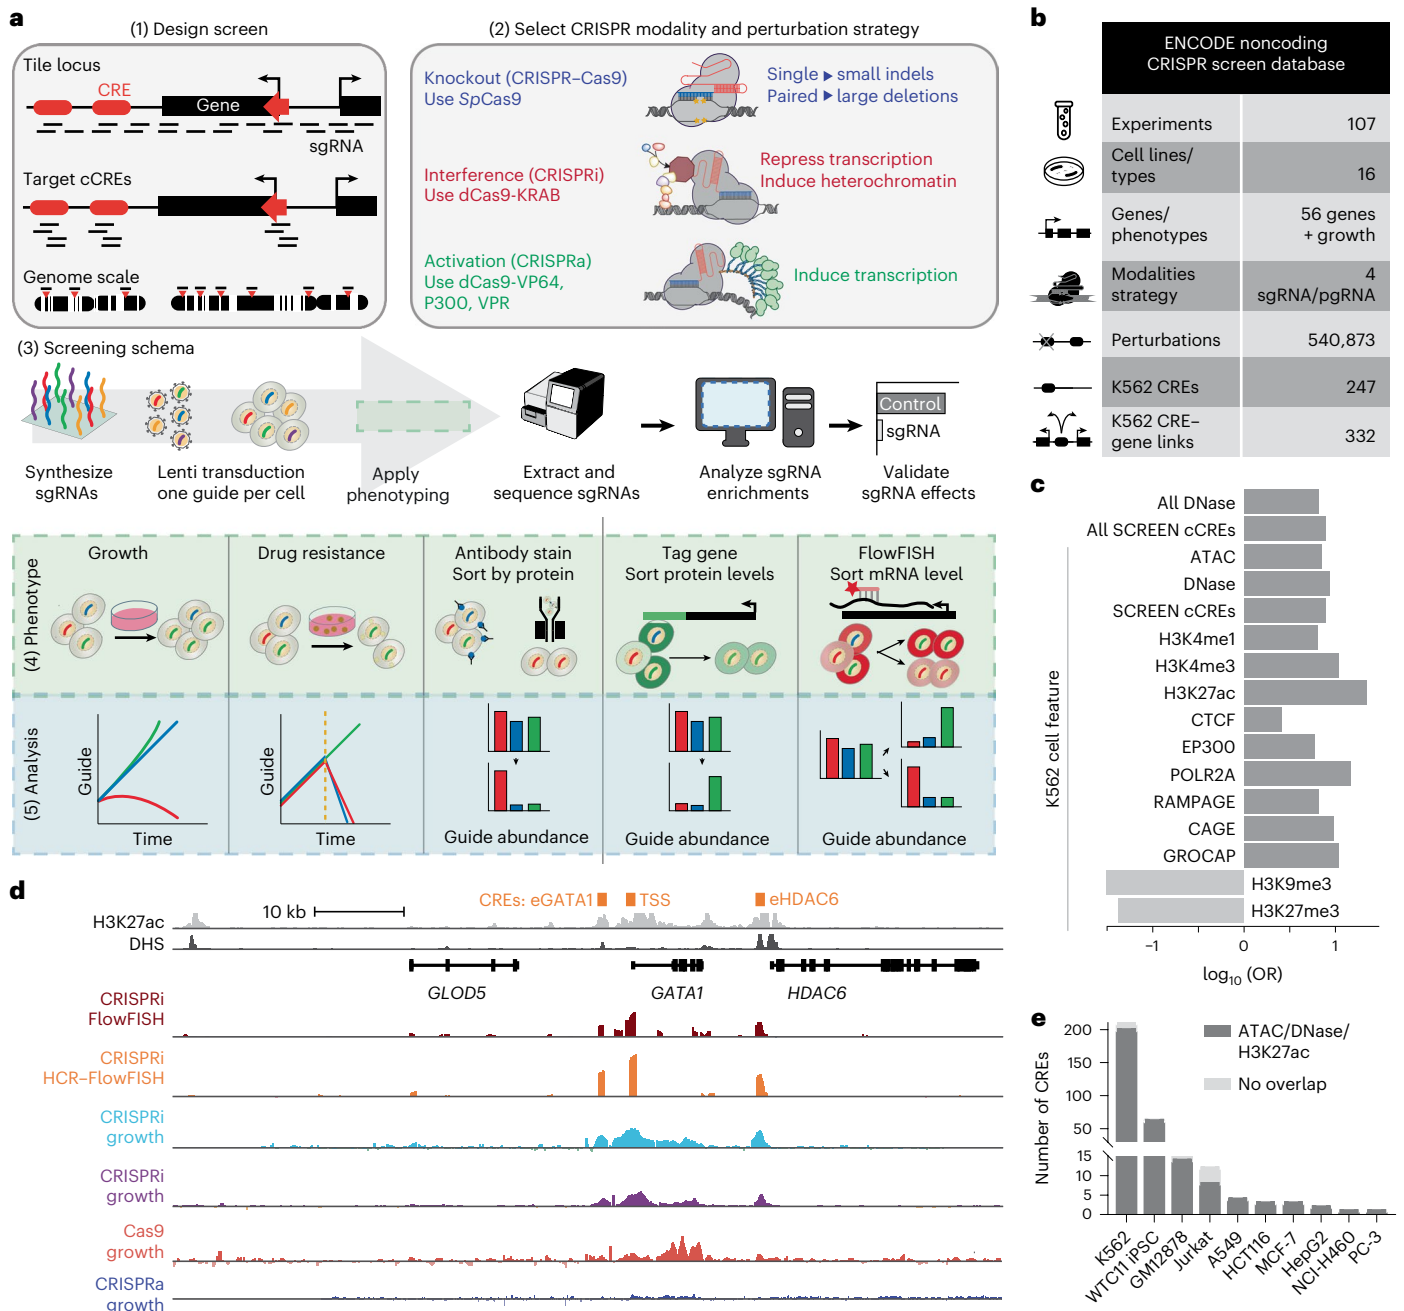 a
(1) Design screen
Tile locus
CRE
Gene
sgRNA
Target cCREs
Genome scale
(2) Select CRISPR modality and perturbation strategy
Knockout (CRISPR–Cas9)
Use SpCas9
Single ▸ small indels
Paired ▸ large deletions
Interference (CRISPRi)
Use dCas9-KRAB
Repress transcription
Induce heterochromatin
Activation (CRISPRa)
Use dCas9-VP64,
P300, VPR
Induce transcription
(3) Screening schema
Control
sgRNA
Synthesize
sgRNAs
Lenti transduction
one guide per cell
Apply
phenotyping
Extract and
sequence sgRNAs
Analyze sgRNA
enrichments
Validate
sgRNA effects
(4) Phenotype
Growth
Drug resistance
Antibody stain
Sort by protein
Tag gene
Sort protein levels
FlowFISH
Sort mRNA level
(5) Analysis
Guide
Time
Guide
Time
Guide abundance
Guide abundance
Guide abundance
b
ENCODE noncoding
CRISPR screen database
Experiments 107
Cell lines/
types 16
Genes/ 56 genes
phenotypes + growth
Modalities 4
strategy sgRNA/pgRNA
Perturbations 540,873
K562 CREs 247
K562 CRE–
gene links 332
c
All DNase
All SCREEN cCREs
ATAC
DNase
SCREEN cCREs
H3K4me1
H3K4me3
H3K27ac
CTCF
EP300
POLR2A
RAMPAGE
CAGE
GROCAP
H3K9me3
H3K27me3
K562 cell feature
−1 0 1
log10 (OR)
d
CREs: eGATA1 TSS eHDAC6
10 kb
H3K27ac
DHS
GLOD5 GATA1 HDAC6
CRISPRi
FlowFISH
CRISPRi
HCR–FlowFISH
CRISPRi
growth
CRISPRi
growth
Cas9
growth
CRISPRa
growth
e
Number of CREs
200
150
100
50
15
10
5
0
ATAC/DNase/
H3K27ac
No overlap
K562
WTC11 iPSC
GM12878
Jurkat
A549
HCT116
MCF-7
HepG2
NCI-H460
PC-3